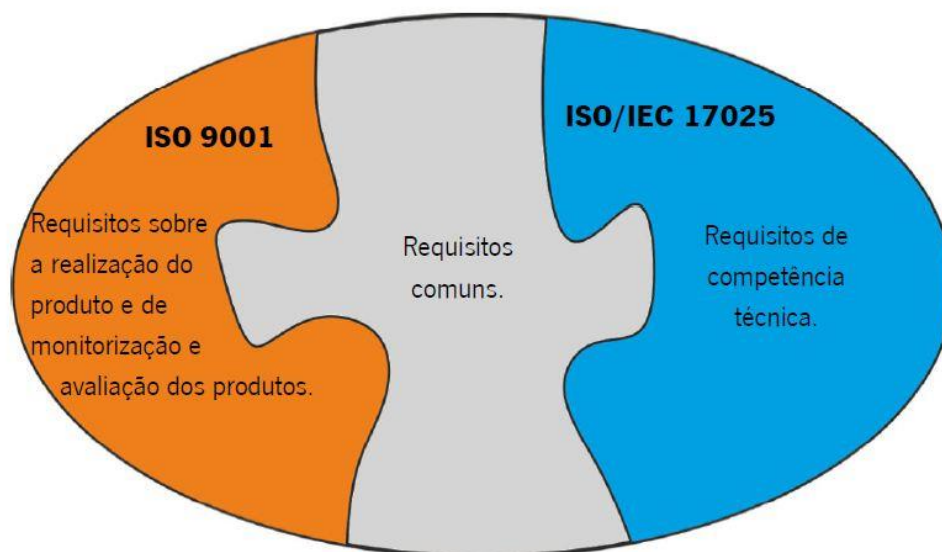 ISO 9001
Requisitos sobre
a realização do
produto e de
monitorização e
avaliação dos produtos.
Requisitos
comuns.
ISO/IEC 17025
Requisitos de
competência
técnica.